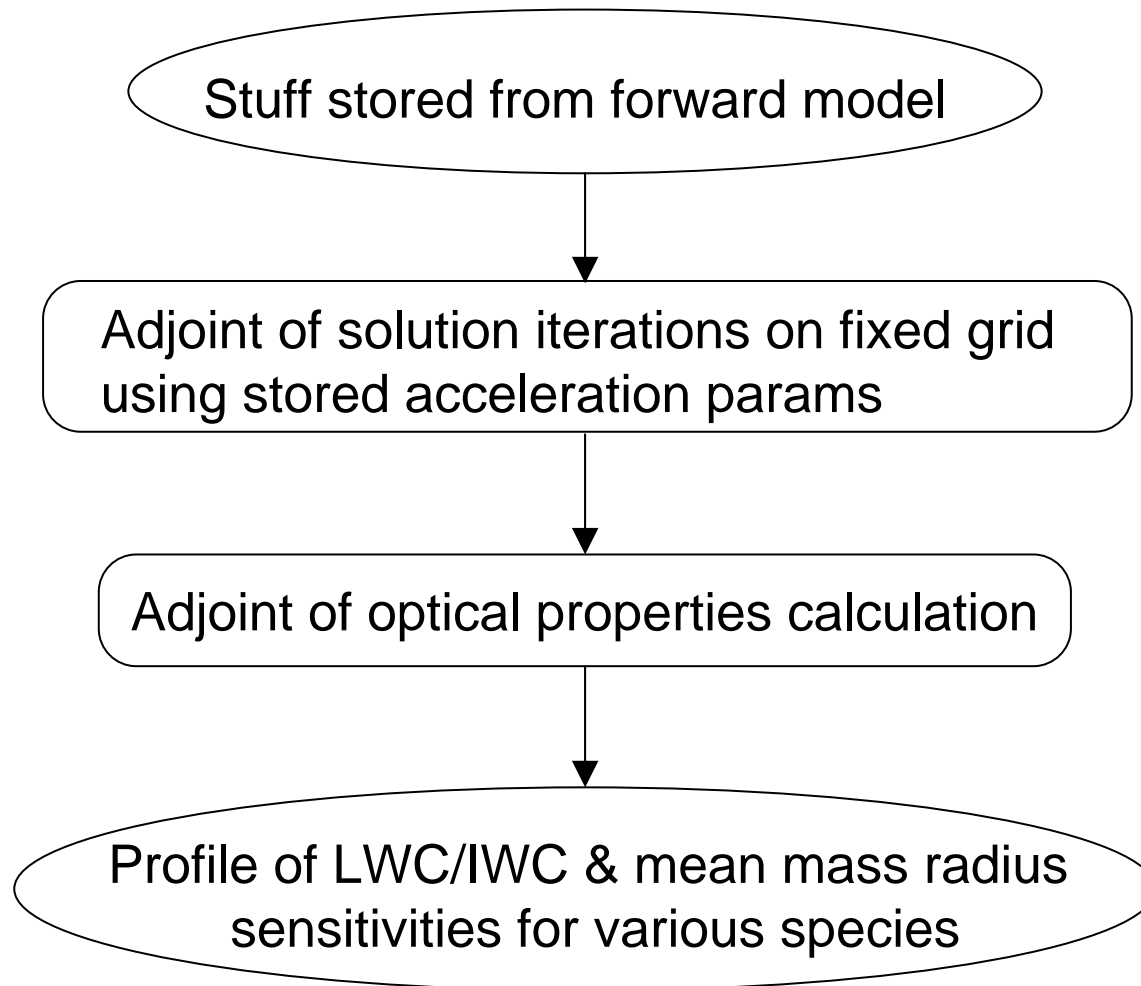 Stuff stored from forward model
Adjoint of solution iterations on fixed grid
using stored acceleration params
Adjoint of optical properties calculation
Profile of LWC/IWC & mean mass radius
sensitivities for various species